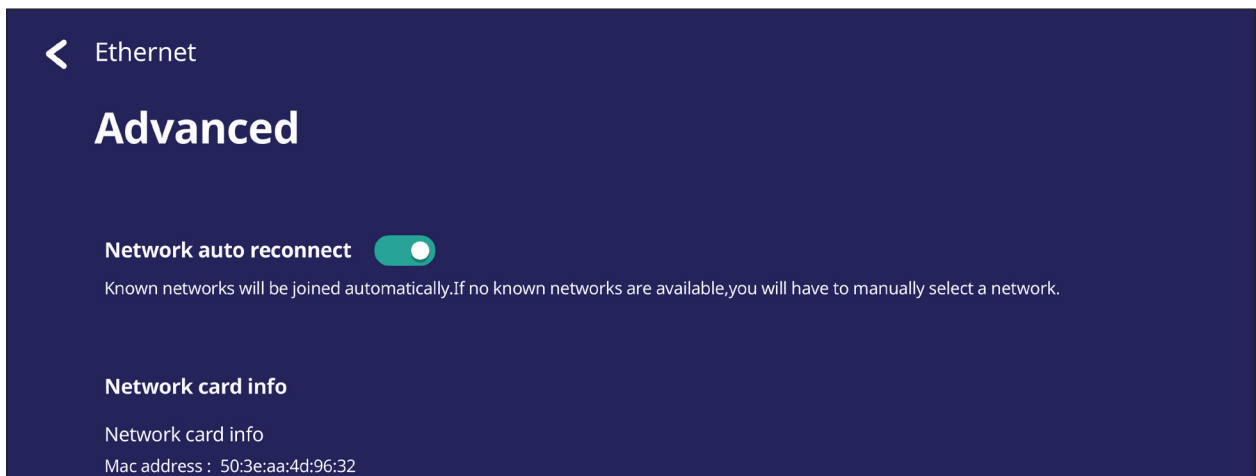 Ethernet
Advanced
Network auto reconnect
Known networks will be joined automatically.If no known networks are available,you will have to manually select a network.
Network card info
Network card info
Mac address : 50:3e:aa:4d:96:32